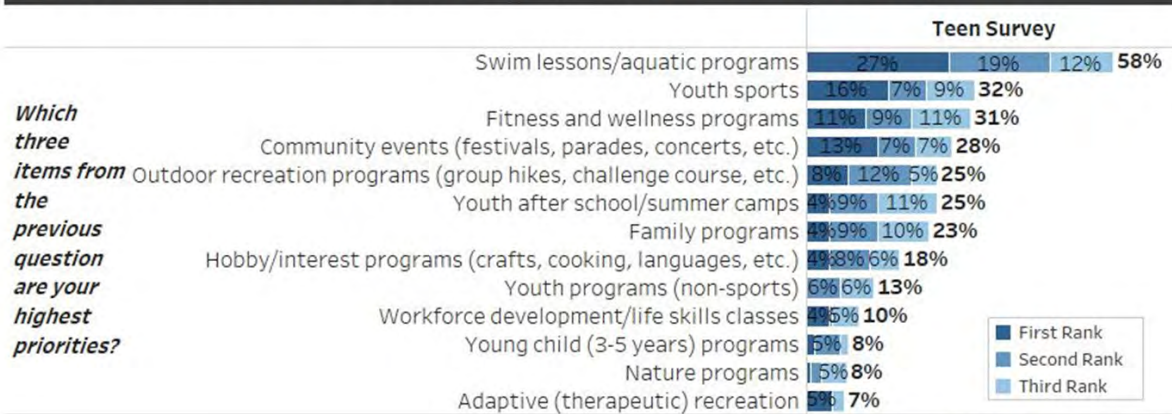 Teen Survey
Which
three
items from
the
previous
question
are your
highest
priorities?
Swim lessons/aquatic programs 27% 19% 12% 58%
Youth sports 16% 7% 9% 32%
Fitness and wellness programs 11% 9% 11% 31%
Community events (festivals, parades, concerts, etc.) 13% 7% 7% 28%
Outdoor recreation programs (group hikes, challenge course, etc.) 8% 12% 5% 25%
Youth after school/summer camps 4% 9% 11% 25%
Family programs 4% 9% 10% 23%
Hobby/interest programs (crafts, cooking, languages, etc.) 4% 8% 6% 18%
Youth programs (non-sports) 6% 6% 13%
Workforce development/life skills classes 4% 5% 10%
Young child (3-5 years) programs 5% 8%
Nature programs 5% 8%
Adaptive (therapeutic) recreation 5% 7%
First Rank
Second Rank
Third Rank